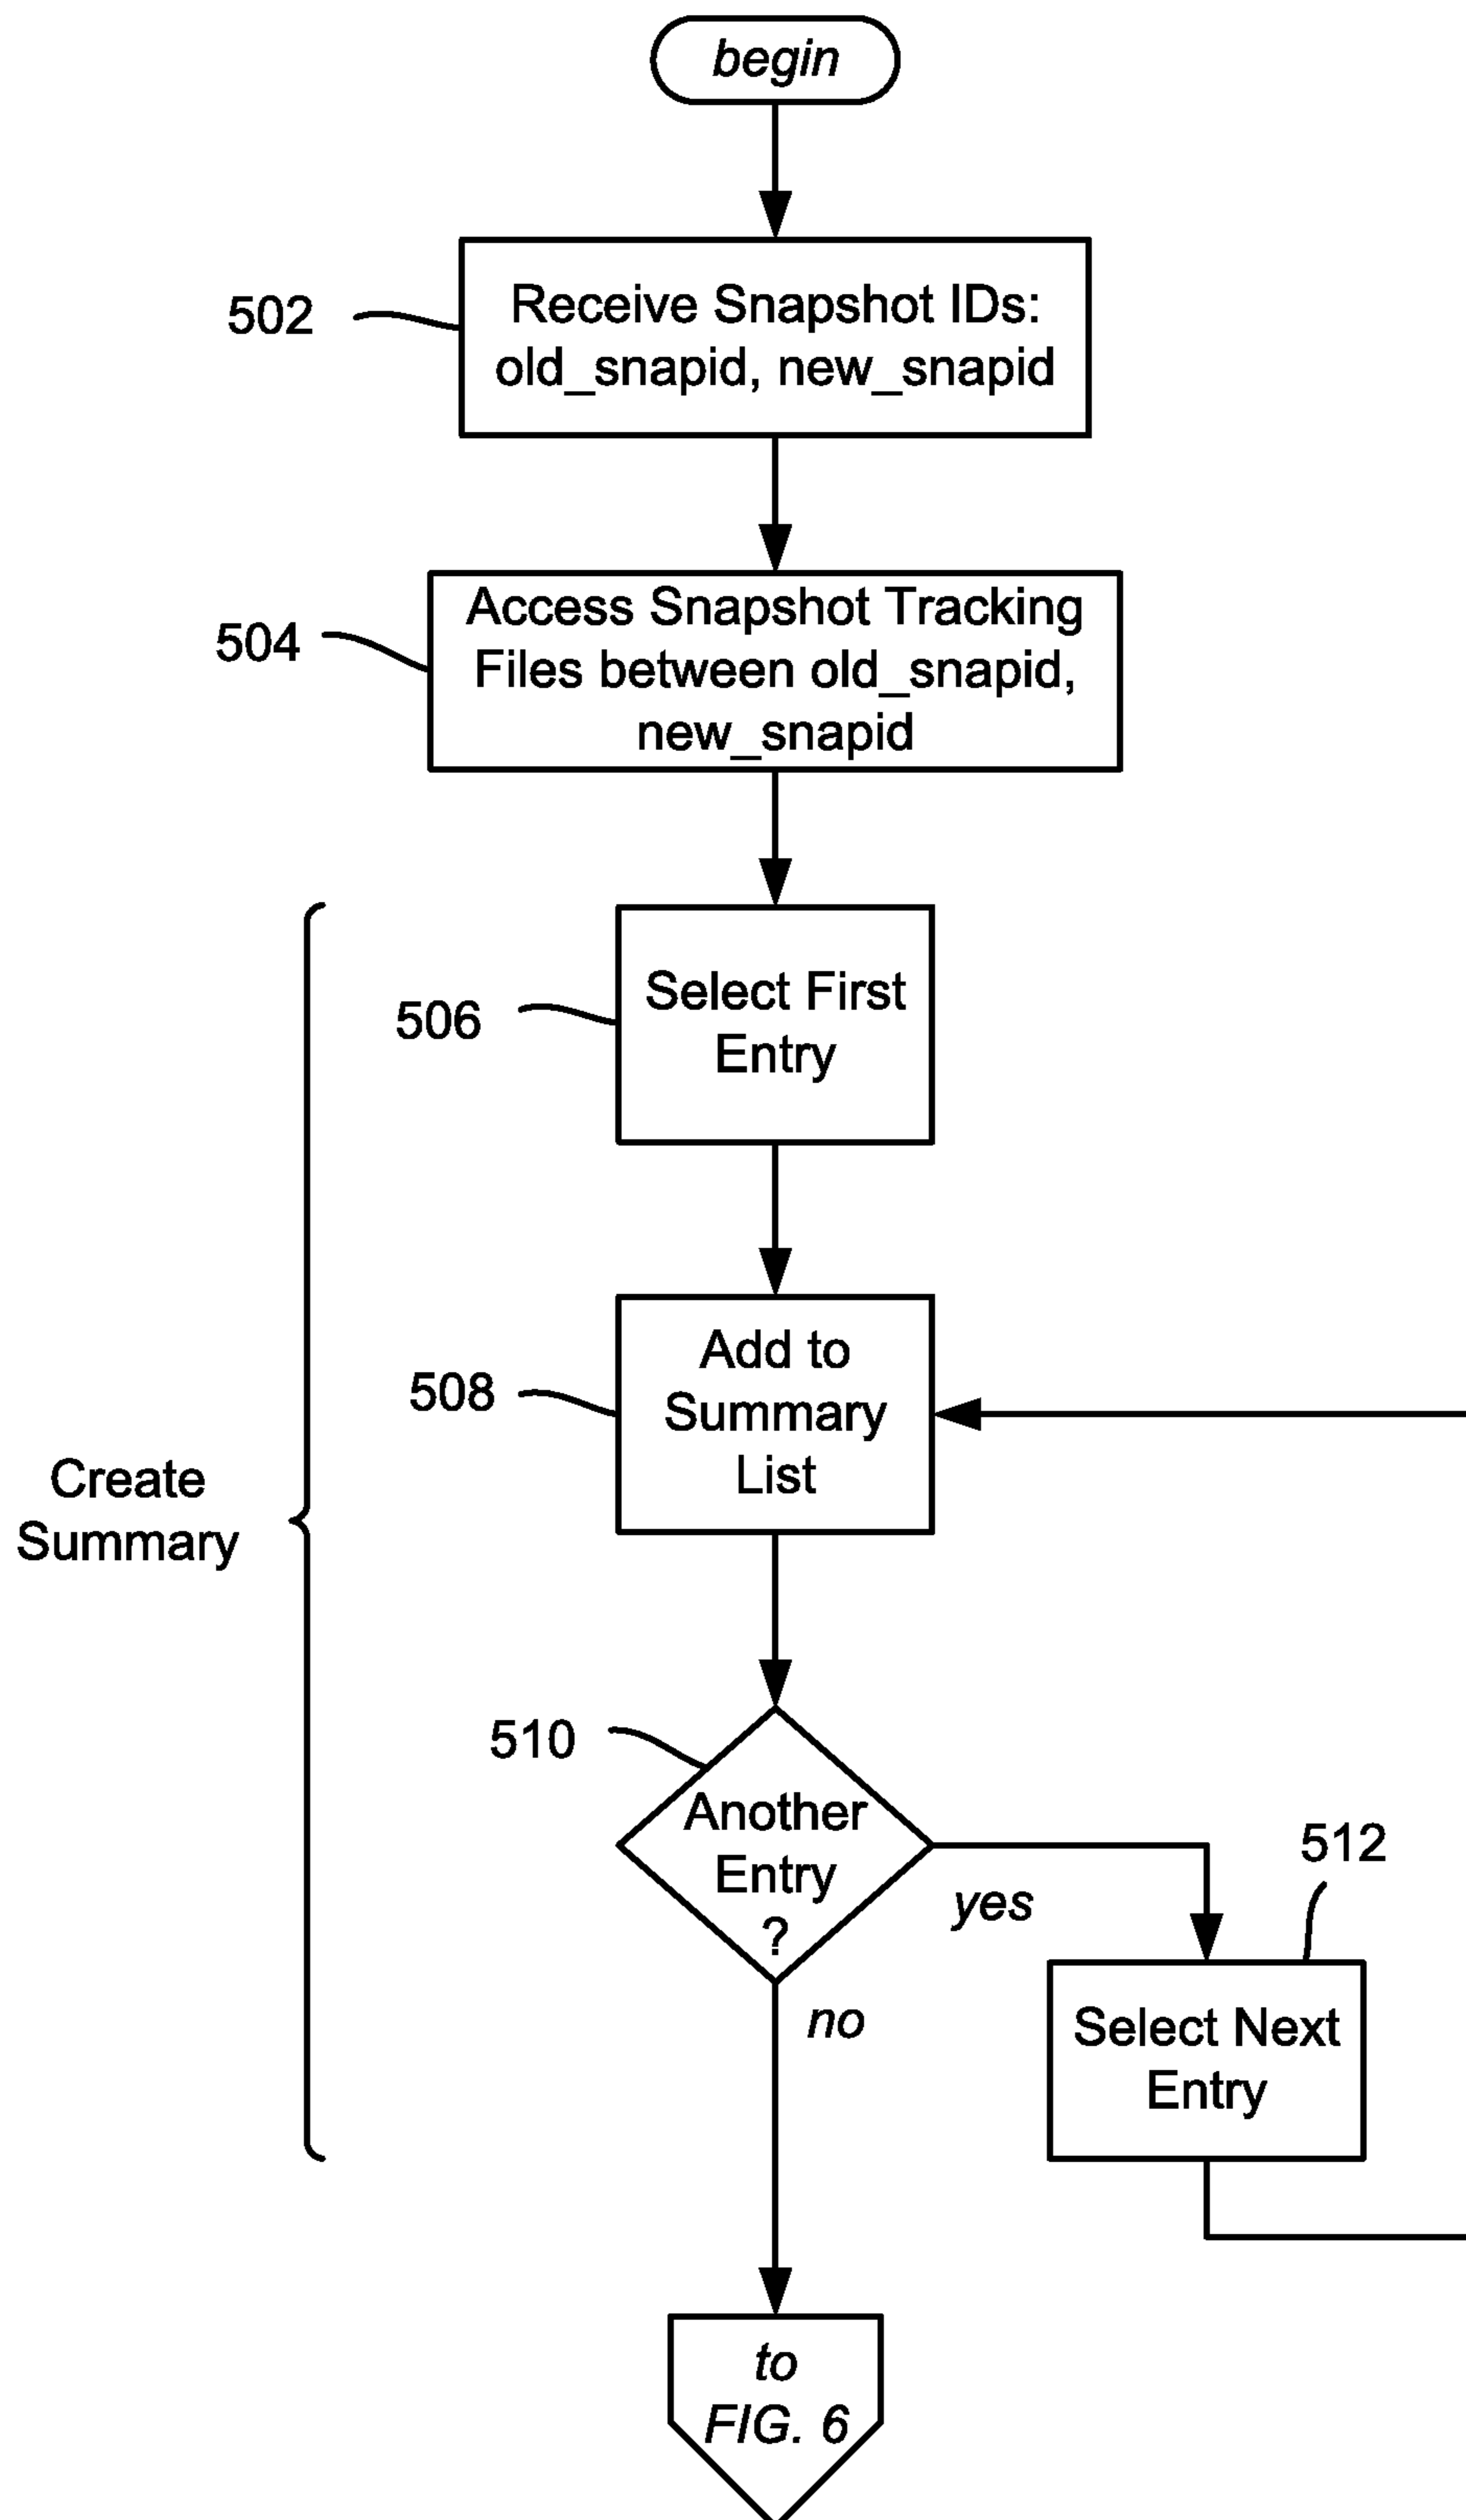 begin
502
Receive Snapshot IDs:
old_snapid, new_snapid
504
Access Snapshot Tracking
Files between old_snapid,
new_snapid
506
Select First
Entry
508
Add to
Summary
List
Create
Summary
510
Another
Entry
?
yes
no
512
Select Next
Entry
to
FIG. 6